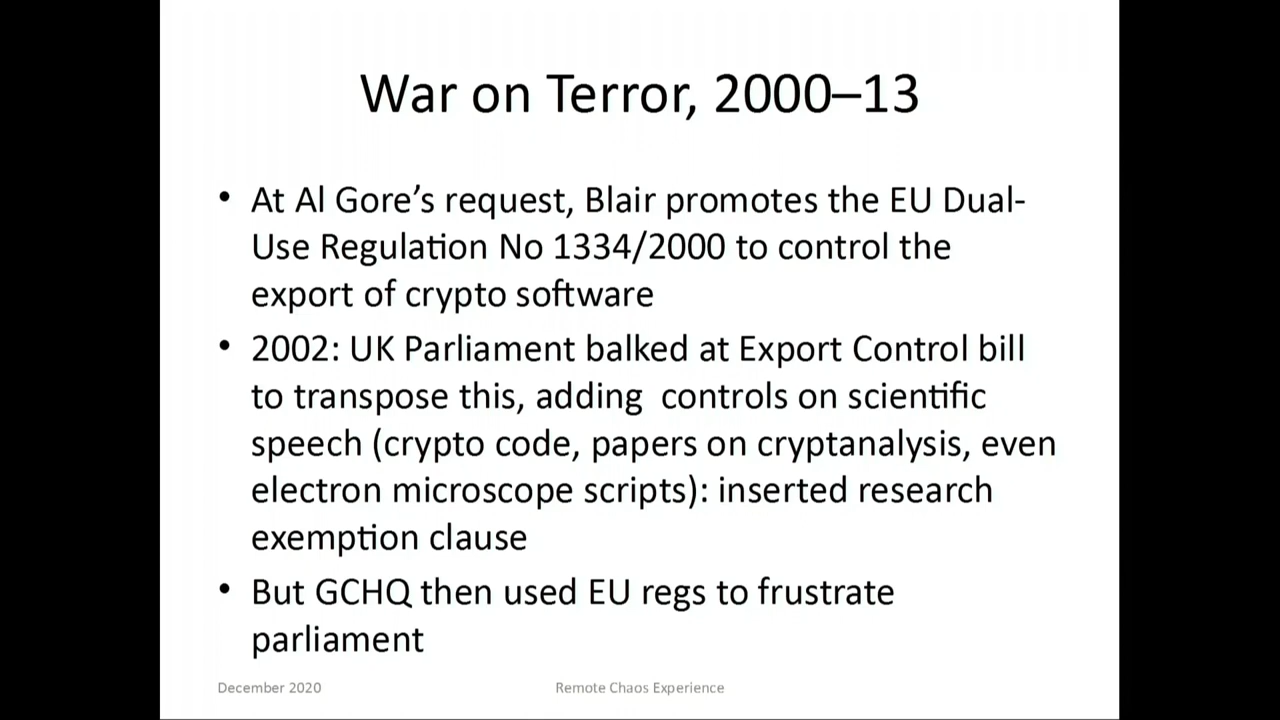 War on Terror, 2000–13
• At Al Gore’s request, Blair promotes the EU Dual-
Use Regulation No 1334/2000 to control the
export of crypto software
• 2002: UK Parliament balked at Export Control bill
to transpose this, adding  controls on scientific
speech (crypto code, papers on cryptanalysis, even
electron microscope scripts): inserted research
exemption clause
• But GCHQ then used EU regs to frustrate
parliament
December 2020 Remote Chaos Experience